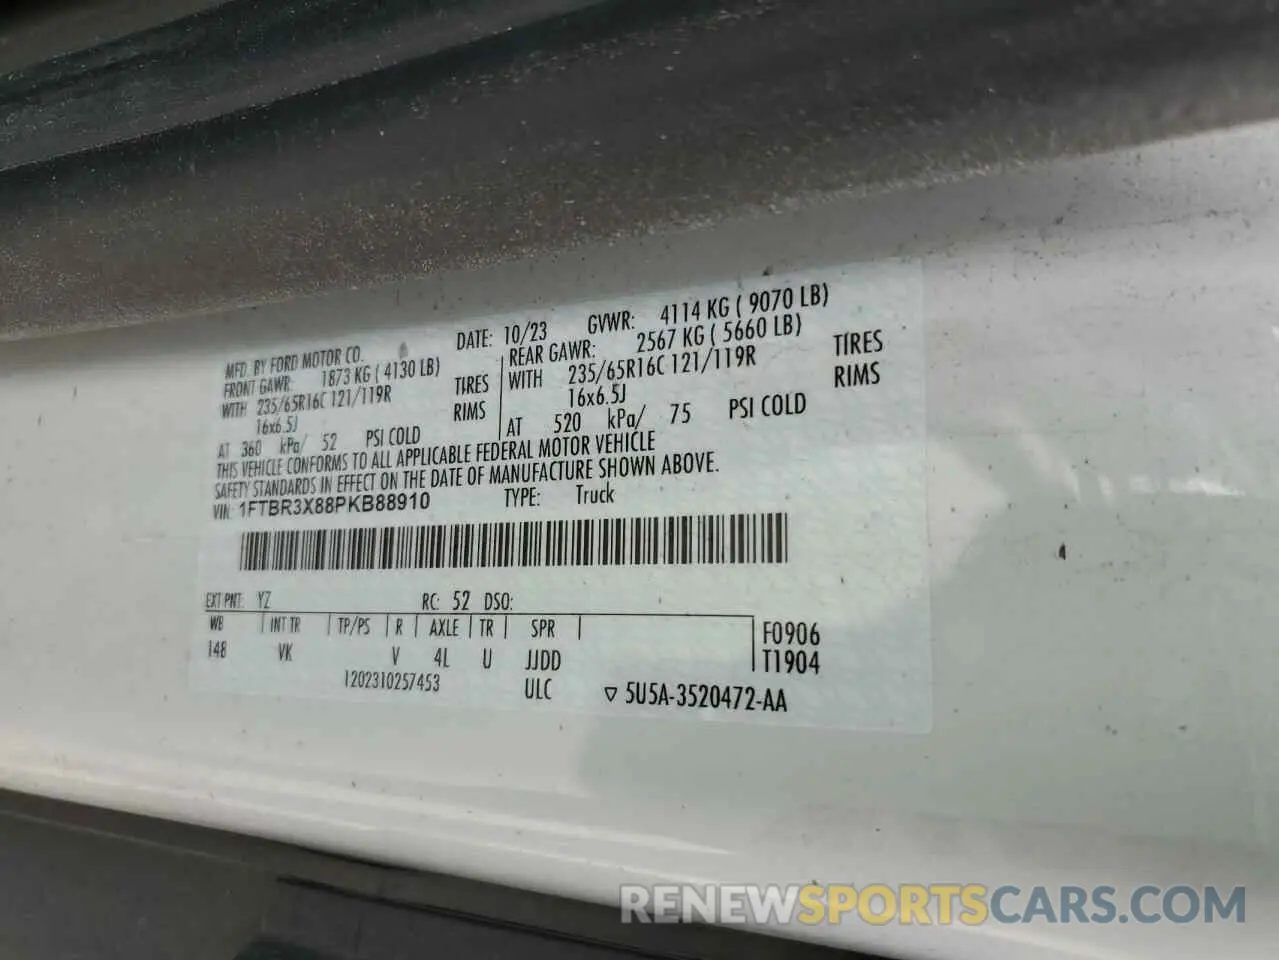 MFD. BY FORD MOTOR CO. DATE: 10/23 GVWR: 4114 KG ( 9070 LB)
FRONT GAWR: 1873 KG ( 4130 LB) REAR GAWR: 2567 KG ( 5660 LB)
WITH 235/65R16C 121/119R TIRES WITH 235/65R16C 121/119R TIRES
16x6.5J RIMS 16x6.5J RIMS
AT 360 kPa/ 52 PSI COLD AT 520 kPa/ 75 PSI COLD
THIS VEHICLE CONFORMS TO ALL APPLICABLE FEDERAL MOTOR VEHICLE
SAFETY STANDARDS IN EFFECT ON THE DATE OF MANUFACTURE SHOWN ABOVE.
VIN: 1FTBR3X88PKB88910 TYPE: Truck
EXT PNT: YZ RC: 52 DSO:
WB INT TR TP/PS R AXLE TR SPR F0906
148 VK V 4L U JJDD T1904
1202310257453 ULC ▽ 5U5A-3520472-AA
RENEWSPORTSCARS.COM